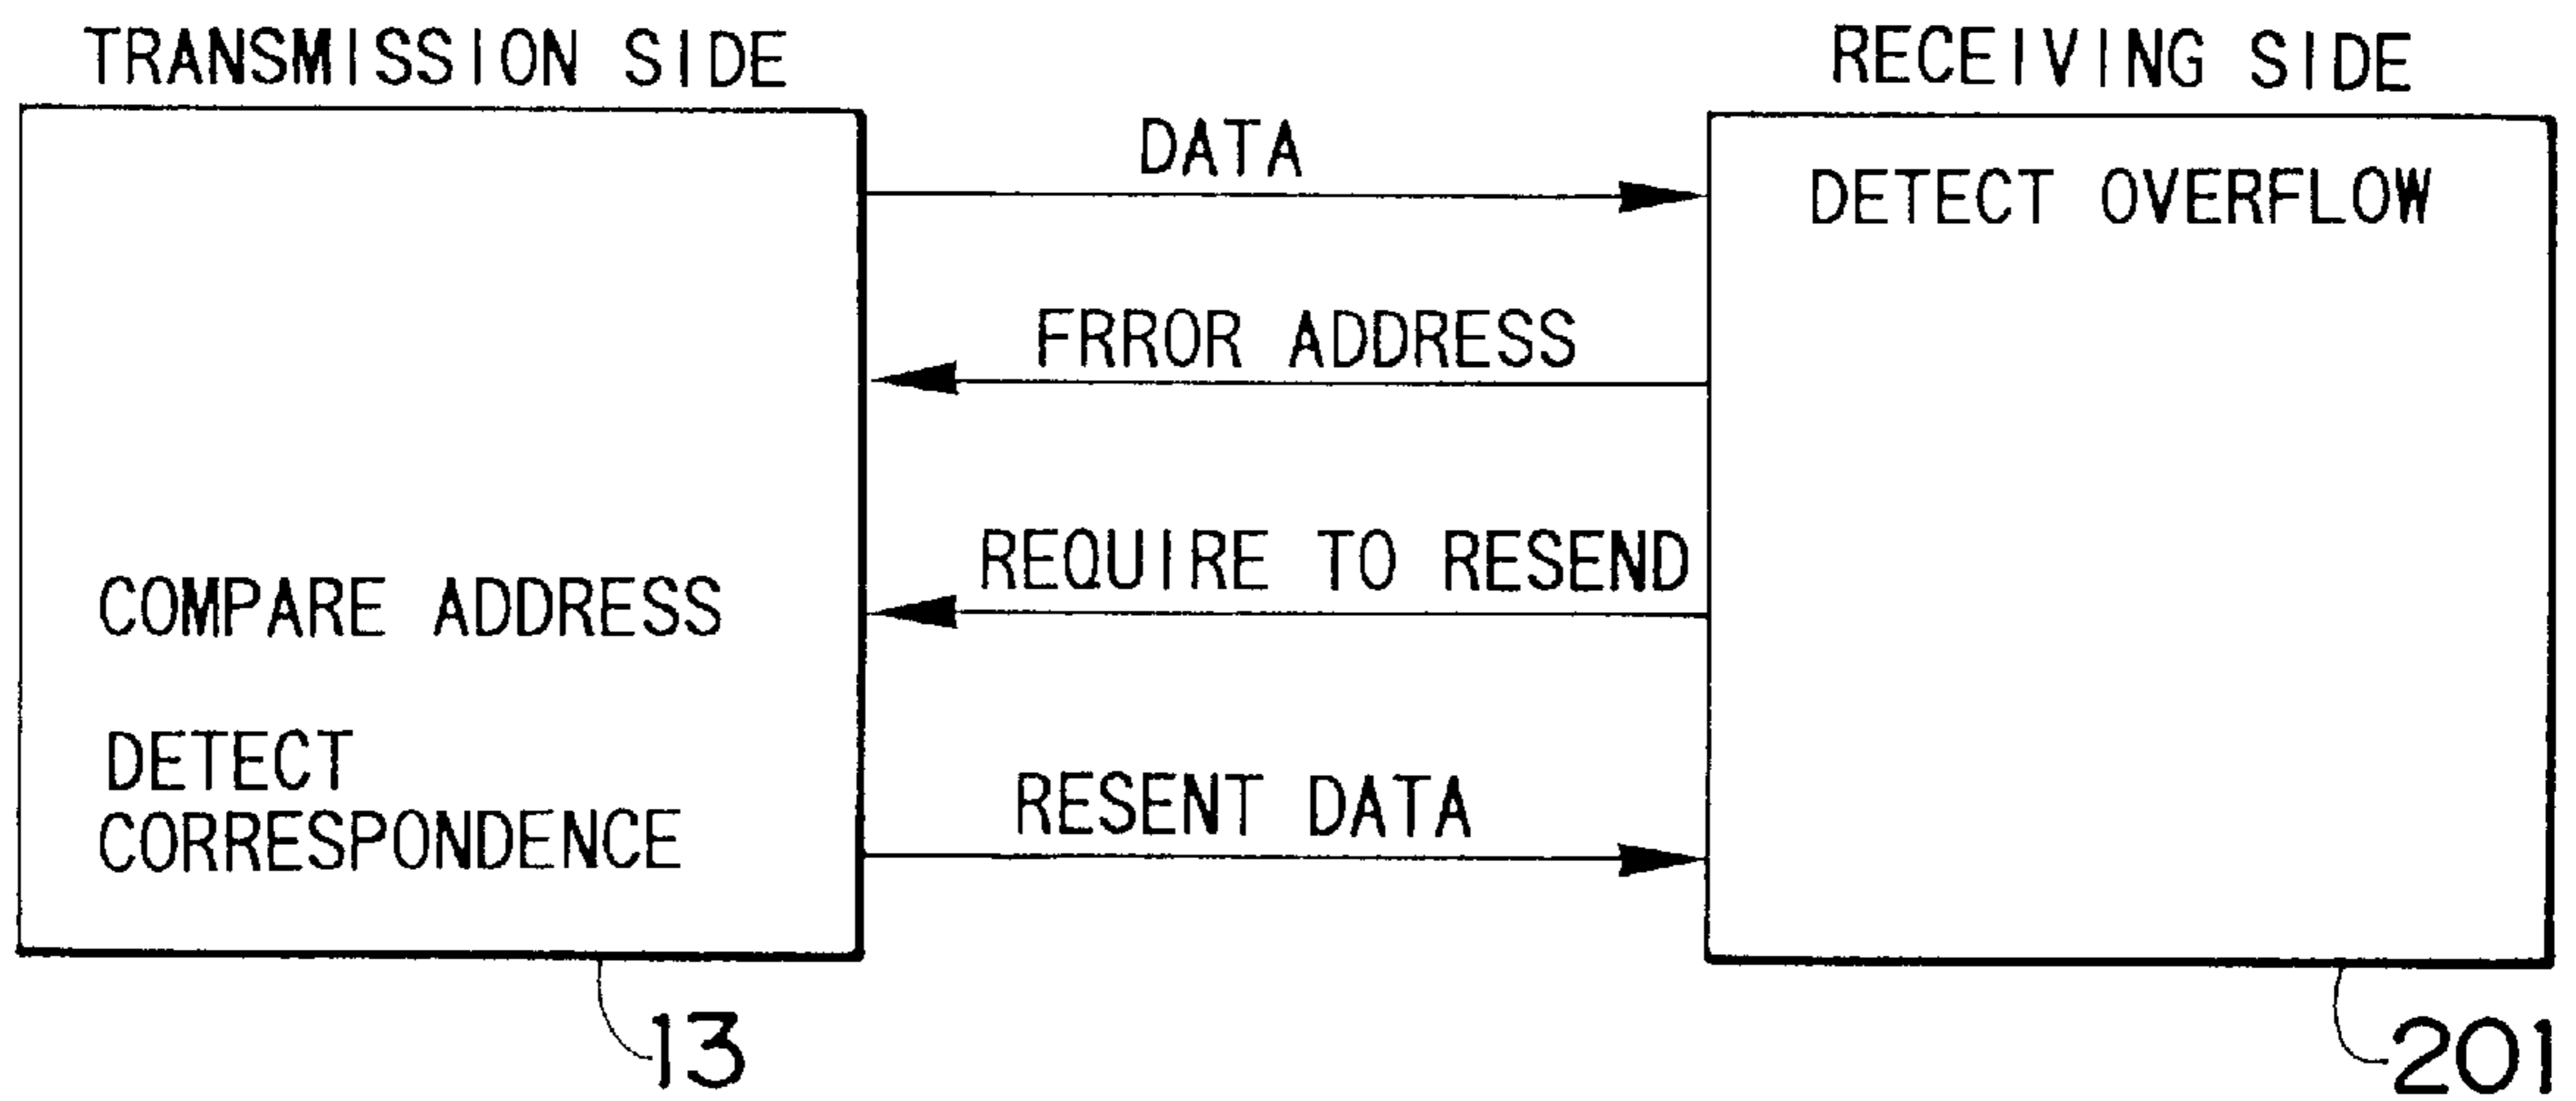 TRANSMISSION SIDE
RECEIVING SIDE
DATA
DETECT OVERFLOW
FRROR ADDRESS
REQUIRE TO RESEND
COMPARE ADDRESS
DETECT
CORRESPONDENCE
RESENT DATA
13
201